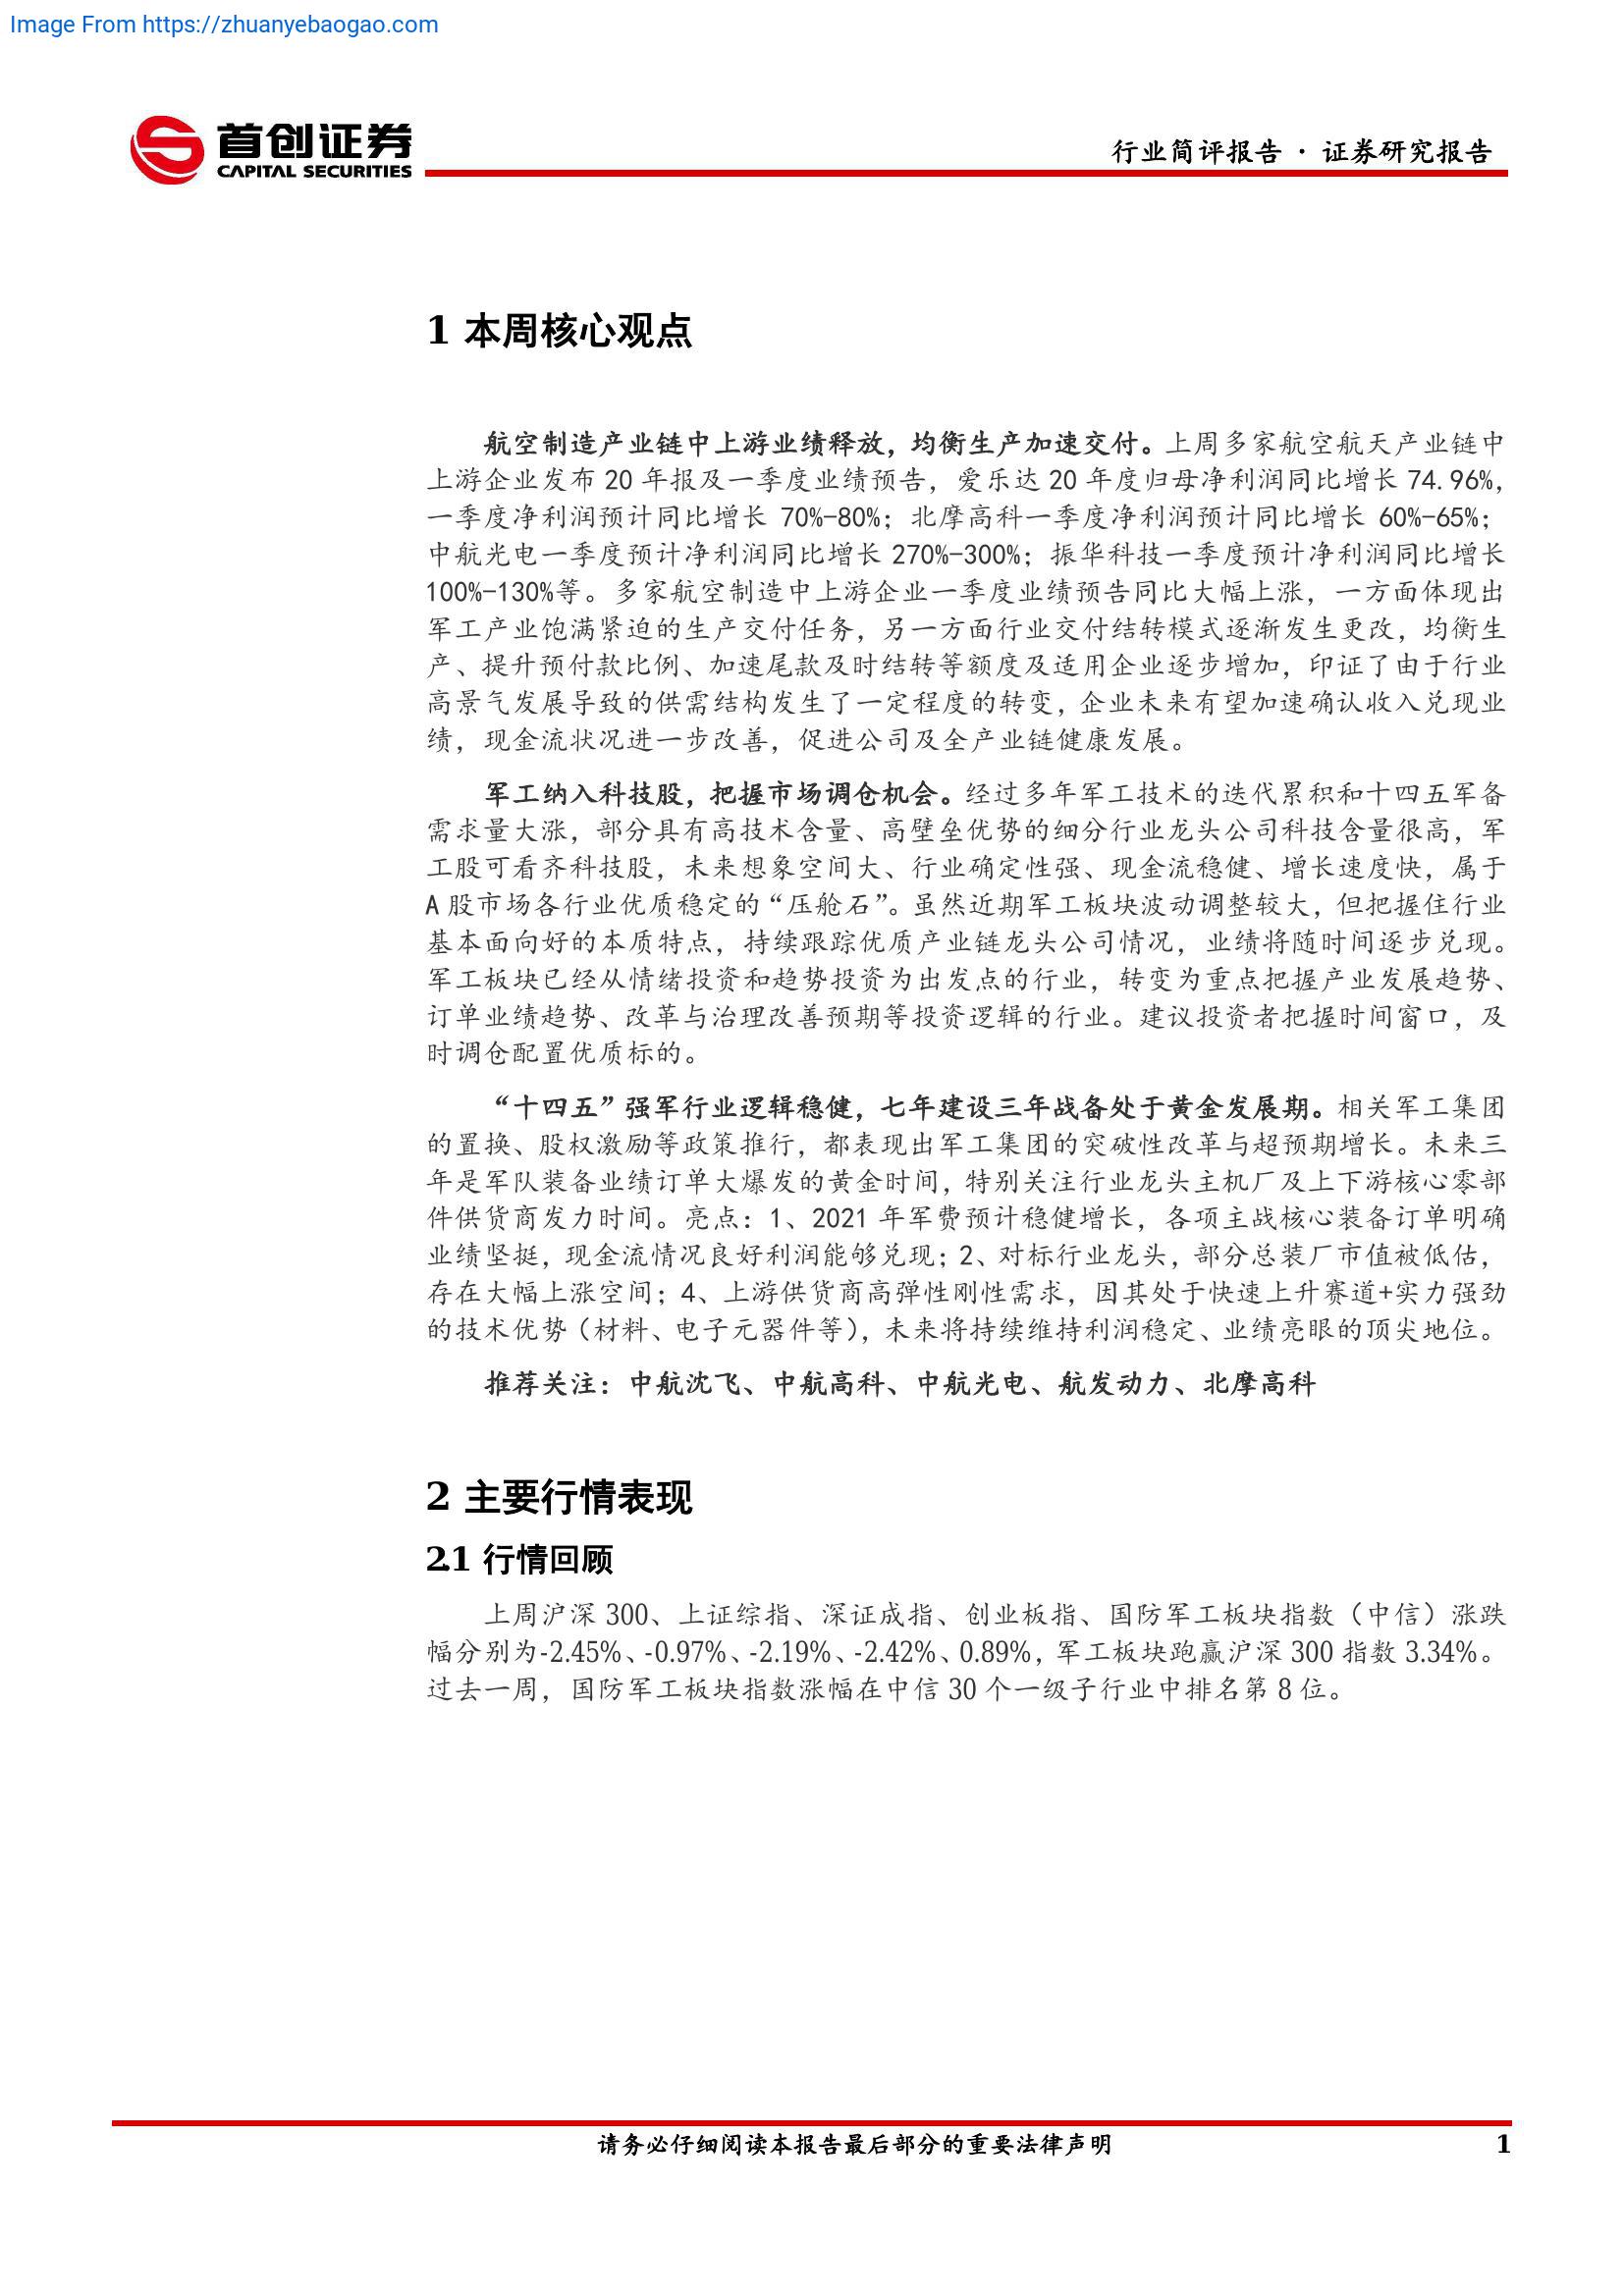 Image From https://zhuanyebaogao.com
首创证券
CAPITAL SECURITIES
行业简评报告 · 证券研究报告
1 本周核心观点
航空制造产业链中上游业绩释放，均衡生产加速交付。上周多家航空航天产业链中
上游企业发布 20 年报及一季度业绩预告，爱乐达 20 年度归母净利润同比增长 74.96%，
一季度净利润预计同比增长 70%-80%；北摩高科一季度净利润预计同比增长 60%-65%；
中航光电一季度预计净利润同比增长 270%-300%；振华科技一季度预计净利润同比增长
100%-130%等。多家航空制造中上游企业一季度业绩预告同比大幅上涨，一方面体现出
军工产业饱满紧迫的生产交付任务，另一方面行业交付结转模式逐渐发生更改，均衡生
产、提升预付款比例、加速尾款及时结转等额度及适用企业逐步增加，印证了由于行业
高景气发展导致的供需结构发生了一定程度的转变，企业未来有望加速确认收入兑现业
绩，现金流状况进一步改善，促进公司及全产业链健康发展。
军工纳入科技股，把握市场调仓机会。经过多年军工技术的迭代累积和十四五军备
需求量大涨，部分具有高技术含量、高壁垒优势的细分行业龙头公司科技含量很高，军
工股可看齐科技股，未来想象空间大、行业确定性强、现金流稳健、增长速度快，属于
A 股市场各行业优质稳定的“压舱石”。虽然近期军工板块波动调整较大，但把握住行业
基本面向好的本质特点，持续跟踪优质产业链龙头公司情况，业绩将随时间逐步兑现。
军工板块已经从情绪投资和趋势投资为出发点的行业，转变为重点把握产业发展趋势、
订单业绩趋势、改革与治理改善预期等投资逻辑的行业。建议投资者把握时间窗口，及
时调仓配置优质标的。
“十四五”强军行业逻辑稳健，七年建设三年战备处于黄金发展期。相关军工集团
的置换、股权激励等政策推行，都表现出军工集团的突破性改革与超预期增长。未来三
年是军队装备业绩订单大爆发的黄金时间，特别关注行业龙头主机厂及上下游核心零部
件供货商发力时间。亮点：1、2021 年军费预计稳健增长，各项主战核心装备订单明确
业绩坚挺，现金流情况良好利润能够兑现；2、对标行业龙头，部分总装厂市值被低估，
存在大幅上涨空间；4、上游供货商高弹性刚性需求，因其处于快速上升赛道+实力强劲
的技术优势（材料、电子元器件等），未来将持续维持利润稳定、业绩亮眼的顶尖地位。
推荐关注：中航沈飞、中航高科、中航光电、航发动力、北摩高科
2 主要行情表现
2.1 行情回顾
上周沪深 300、上证综指、深证成指、创业板指、国防军工板块指数（中信）涨跌
幅分别为-2.45%、-0.97%、-2.19%、-2.42%、0.89%，军工板块跑赢沪深 300 指数 3.34%。
过去一周，国防军工板块指数涨幅在中信 30 个一级子行业中排名第 8 位。
请务必仔细阅读本报告最后部分的重要法律声明
1